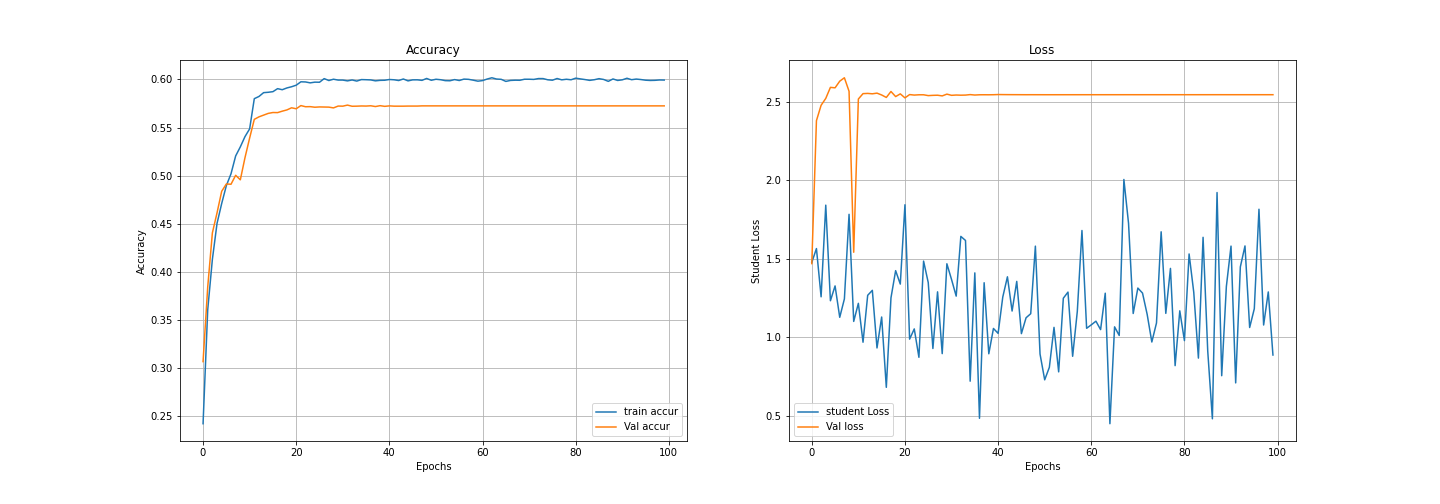 Accuracy
Accuracy
0.60
0.55
0.50
0.45
0.40
0.35
0.30
0.25
0 20 40 60 80 100
Epochs
train accur
Val accur
Loss
Student Loss
2.5
2.0
1.5
1.0
0.5
0 20 40 60 80 100
Epochs
student Loss
Val loss